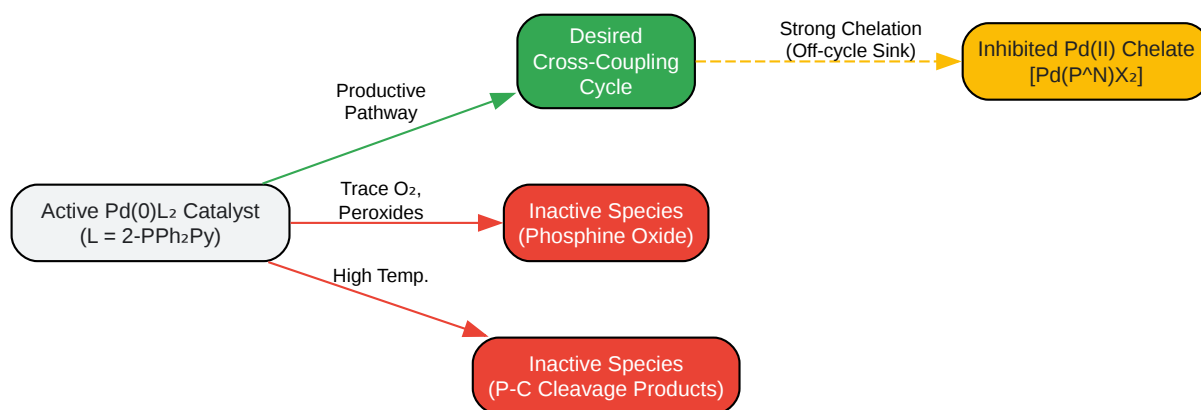 Desired
Cross-Coupling
Cycle
Strong Chelation
(Off-cycle Sink)
Inhibited Pd(II) Chelate
[Pd(P^N)X₂]
Productive
Pathway
Active Pd(0)L₂ Catalyst
(L = 2-PPh₂Py)
Trace O₂,
Peroxides
Inactive Species
(Phosphine Oxide)
High Temp.
Inactive Species
(P-C Cleavage Products)